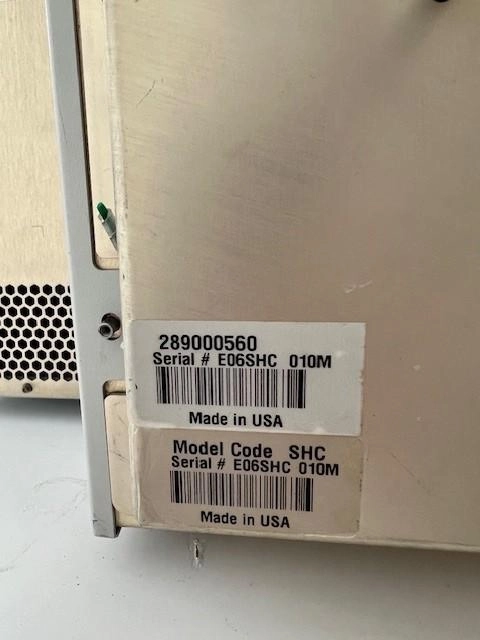 289000560
Serial # E06SHC 010M
Made in USA
Model Code SHC
Serial # E06SHC 010M
Made in USA